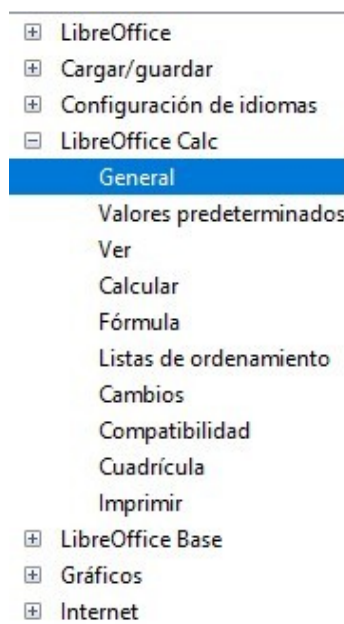 LibreOffice
Cargar/guardar
Configuración de idiomas
LibreOffice Calc
General
Valores predeterminados
Ver
Calcular
Fórmula
Listas de ordenamiento
Cambios
Compatibilidad
Cuadrícula
Imprimir
LibreOffice Base
Gráficos
Internet